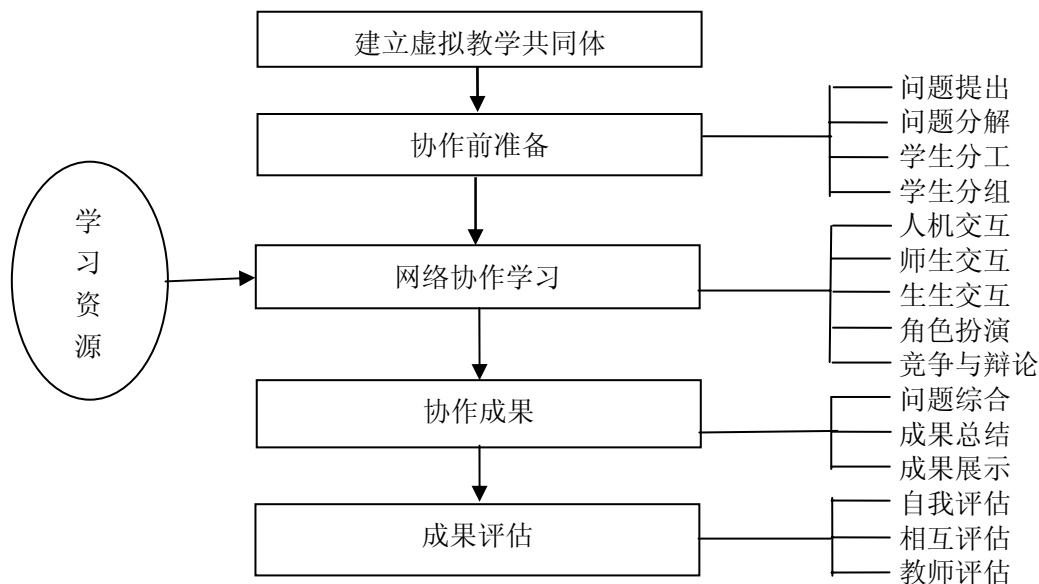 建立虚拟教学共同体
协作前准备
问题提出
问题分解
学生分工
学生分组
学
习
资
源
网络协作学习
人机交互
师生交互
生生交互
角色扮演
竞争与辩论
协作成果
问题综合
成果总结
成果展示
成果评估
自我评估
相互评估
教师评估